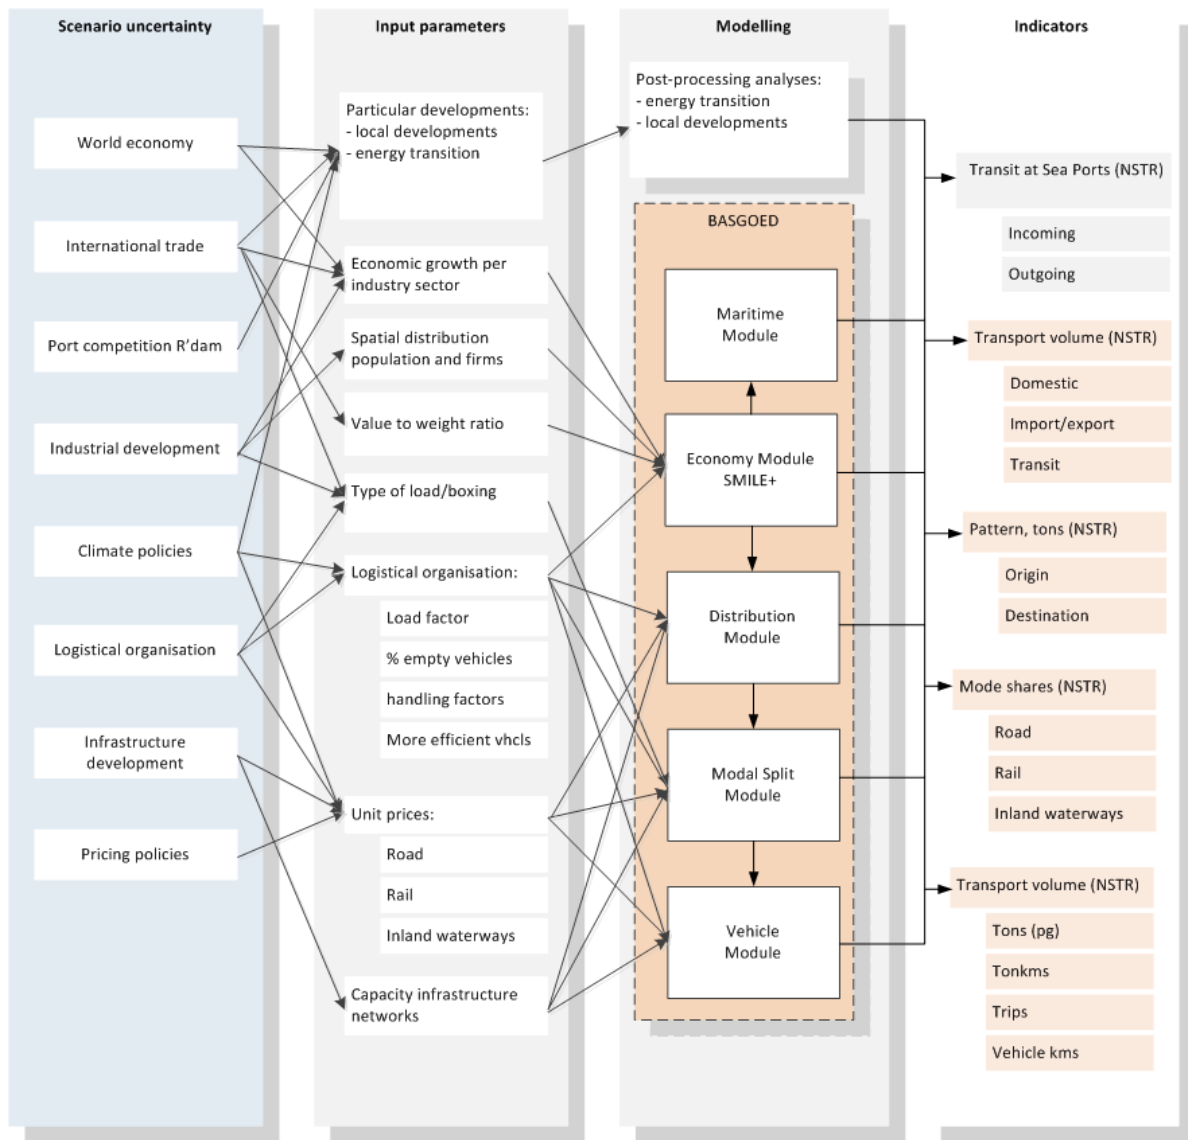 Scenario uncertainty
World economy
International trade
Port competition R'dam
Industrial development
Climate policies
Logistical organisation
Infrastructure
development
Pricing policies
Input parameters
Particular developments:
- local developments
- energy transition
Economic growth per
industry sector
Spatial distribution
population and firms
Value to weight ratio
Type of load/boxing
Logistical organisation:
Load factor
% empty vehicles
handling factors
More efficient vhcls
Unit prices:
Road
Rail
Inland waterways
Capacity infrastructure
networks
Modelling
Post-processing analyses:
- energy transition
- local developments
BASGOED
Maritime
Module
Economy Module
SMILE+
Distribution
Module
Modal Split
Module
Vehicle
Module
Indicators
Transit at Sea Ports (NSTR)
Incoming
Outgoing
Transport volume (NSTR)
Domestic
Import/export
Transit
Pattern, tons (NSTR)
Origin
Destination
Mode shares (NSTR)
Road
Rail
Inland waterways
Transport volume (NSTR)
Tons (pg)
Tonkms
Trips
Vehicle kms